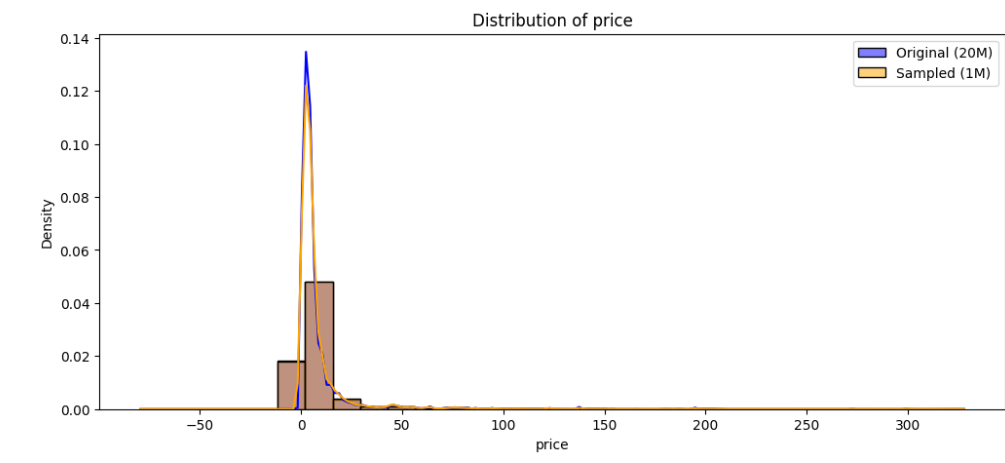 Distribution of price
Original (20M)
Sampled (1M)
Density
0.14
0.12
0.10
0.08
0.06
0.04
0.02
0.00
−50 0 50 100 150 200 250 300
price